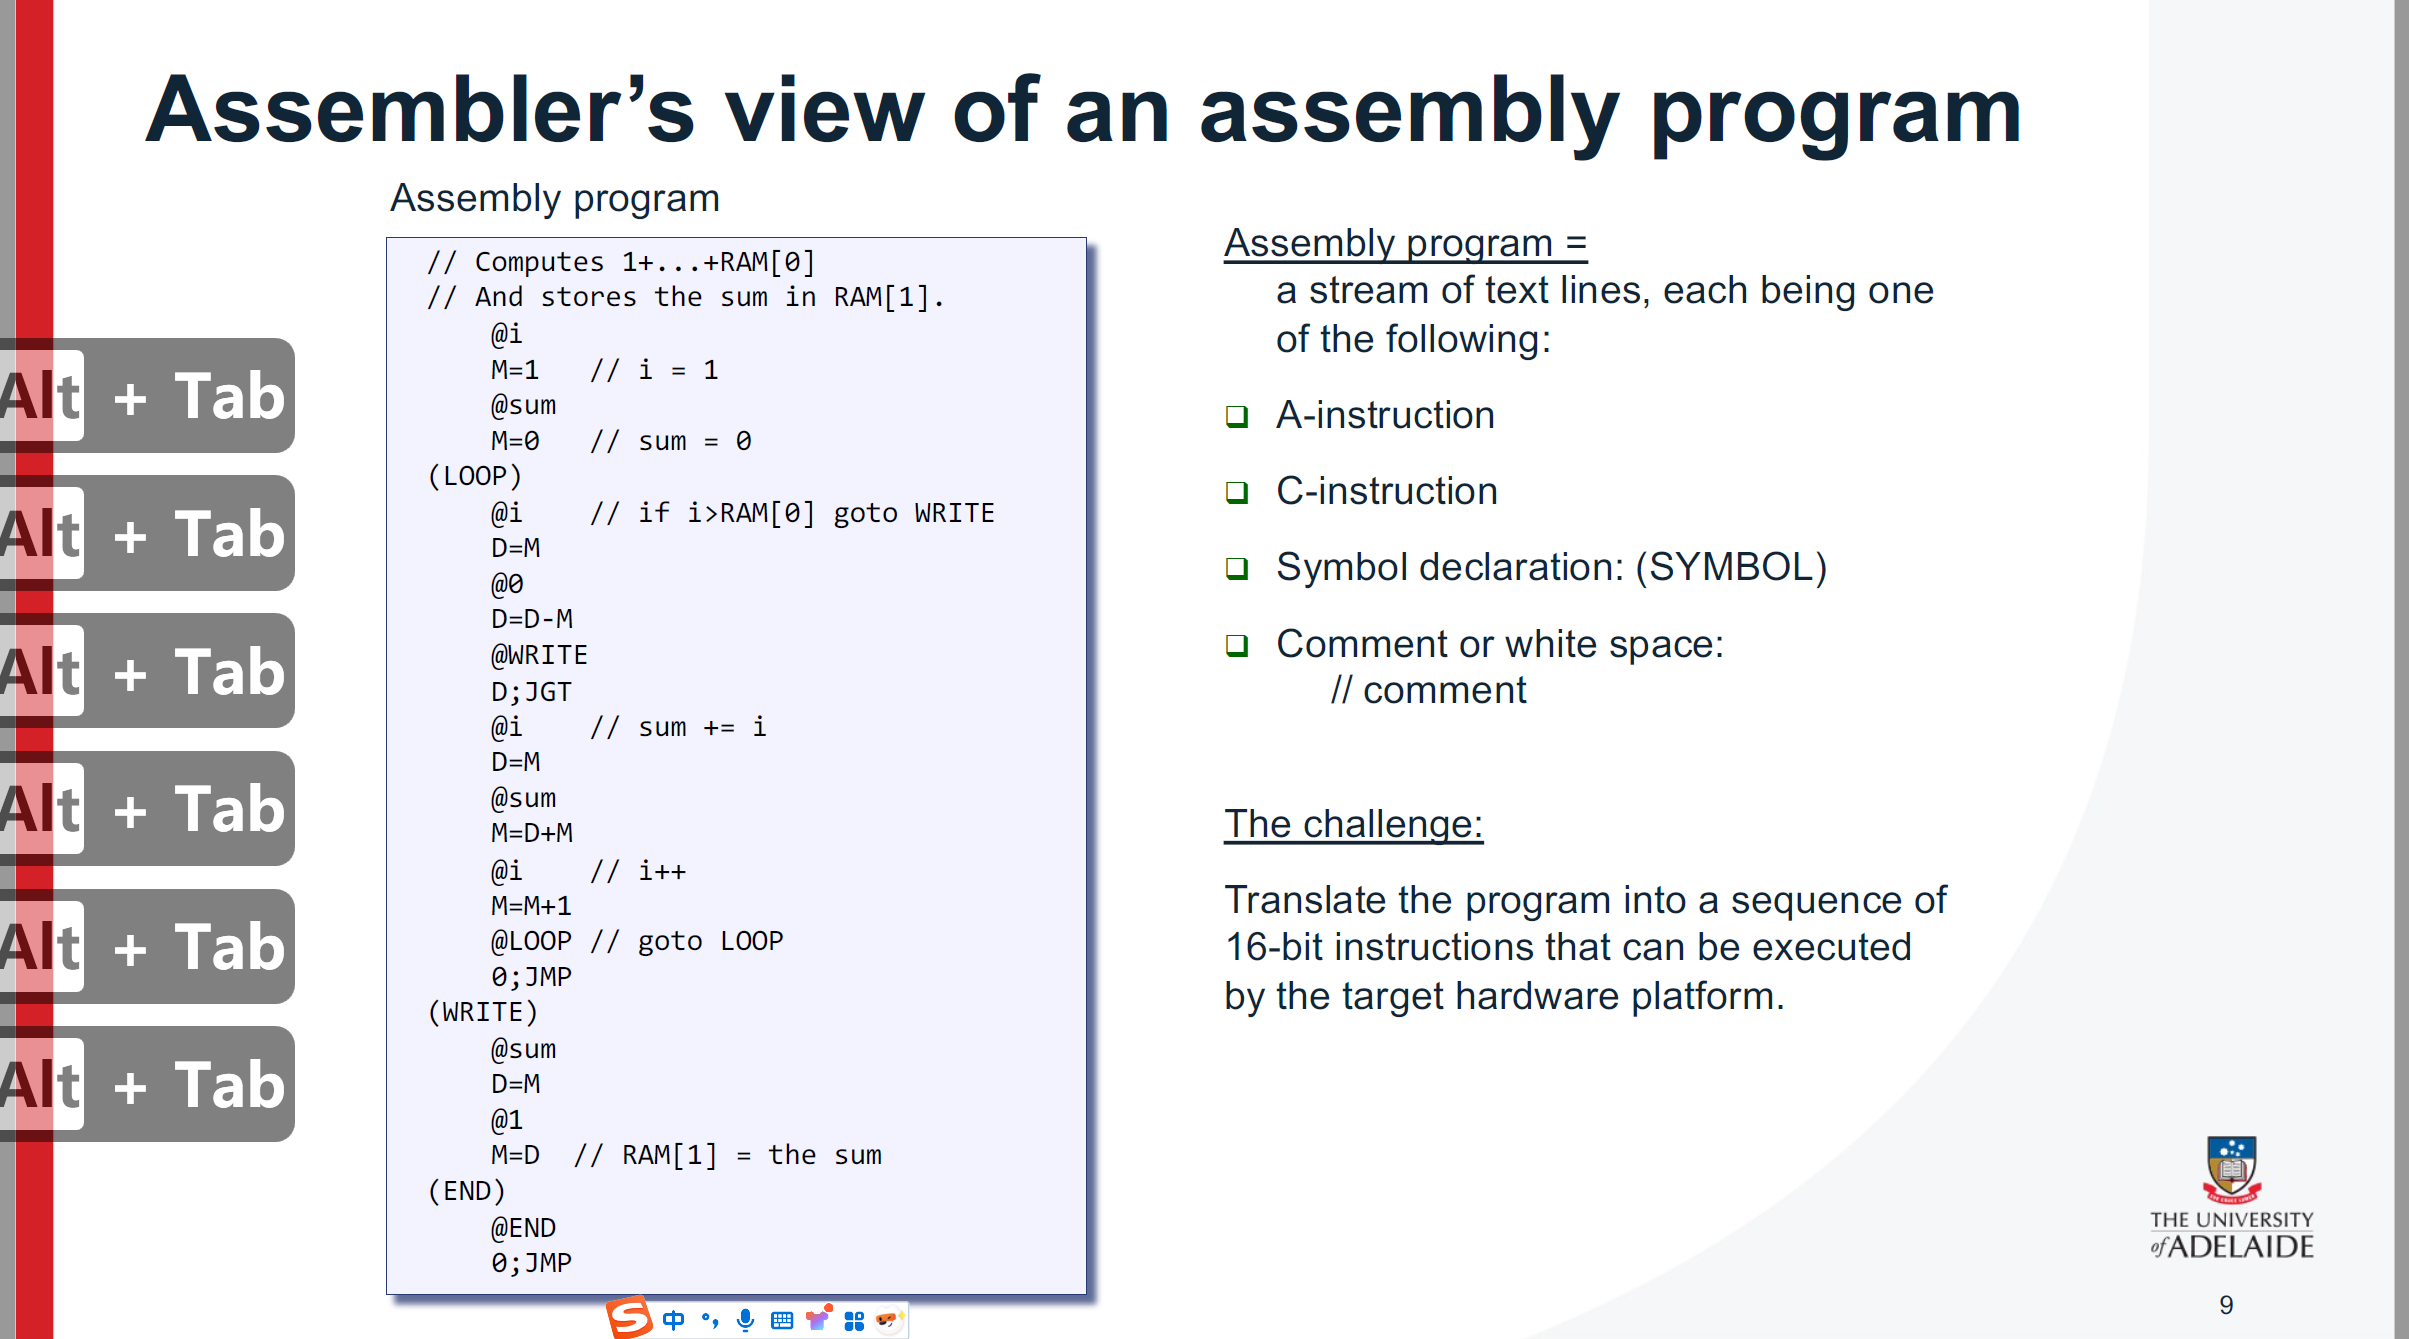 Assembler’s view of an assembly program
Assembly program
// Computes 1+...+RAM[0]
// And stores the sum in RAM[1].
@i
M=1 // i = 1
@sum
M=0 // sum = 0
(LOOP)
@i // if i>RAM[0] goto WRITE
D=M
@0
D=D-M
@WRITE
D;JGT
@i // sum += i
D=M
@sum
M=D+M
@i // i++
M=M+1
@LOOP // goto LOOP
0;JMP
(WRITE)
@sum
D=M
@1
M=D // RAM[1] = the sum
(END)
@END
0;JMP
Assembly program =
a stream of text lines, each being one
of the following:
❑ A-instruction
❑ C-instruction
❑ Symbol declaration: (SYMBOL)
❑ Comment or white space:
// comment
The challenge:
Translate the program into a sequence of
16-bit instructions that can be executed
by the target hardware platform.
Alt + Tab
Alt + Tab
Alt + Tab
Alt + Tab
Alt + Tab
Alt + Tab
THE UNIVERSITY
of ADELAIDE
9
S 中